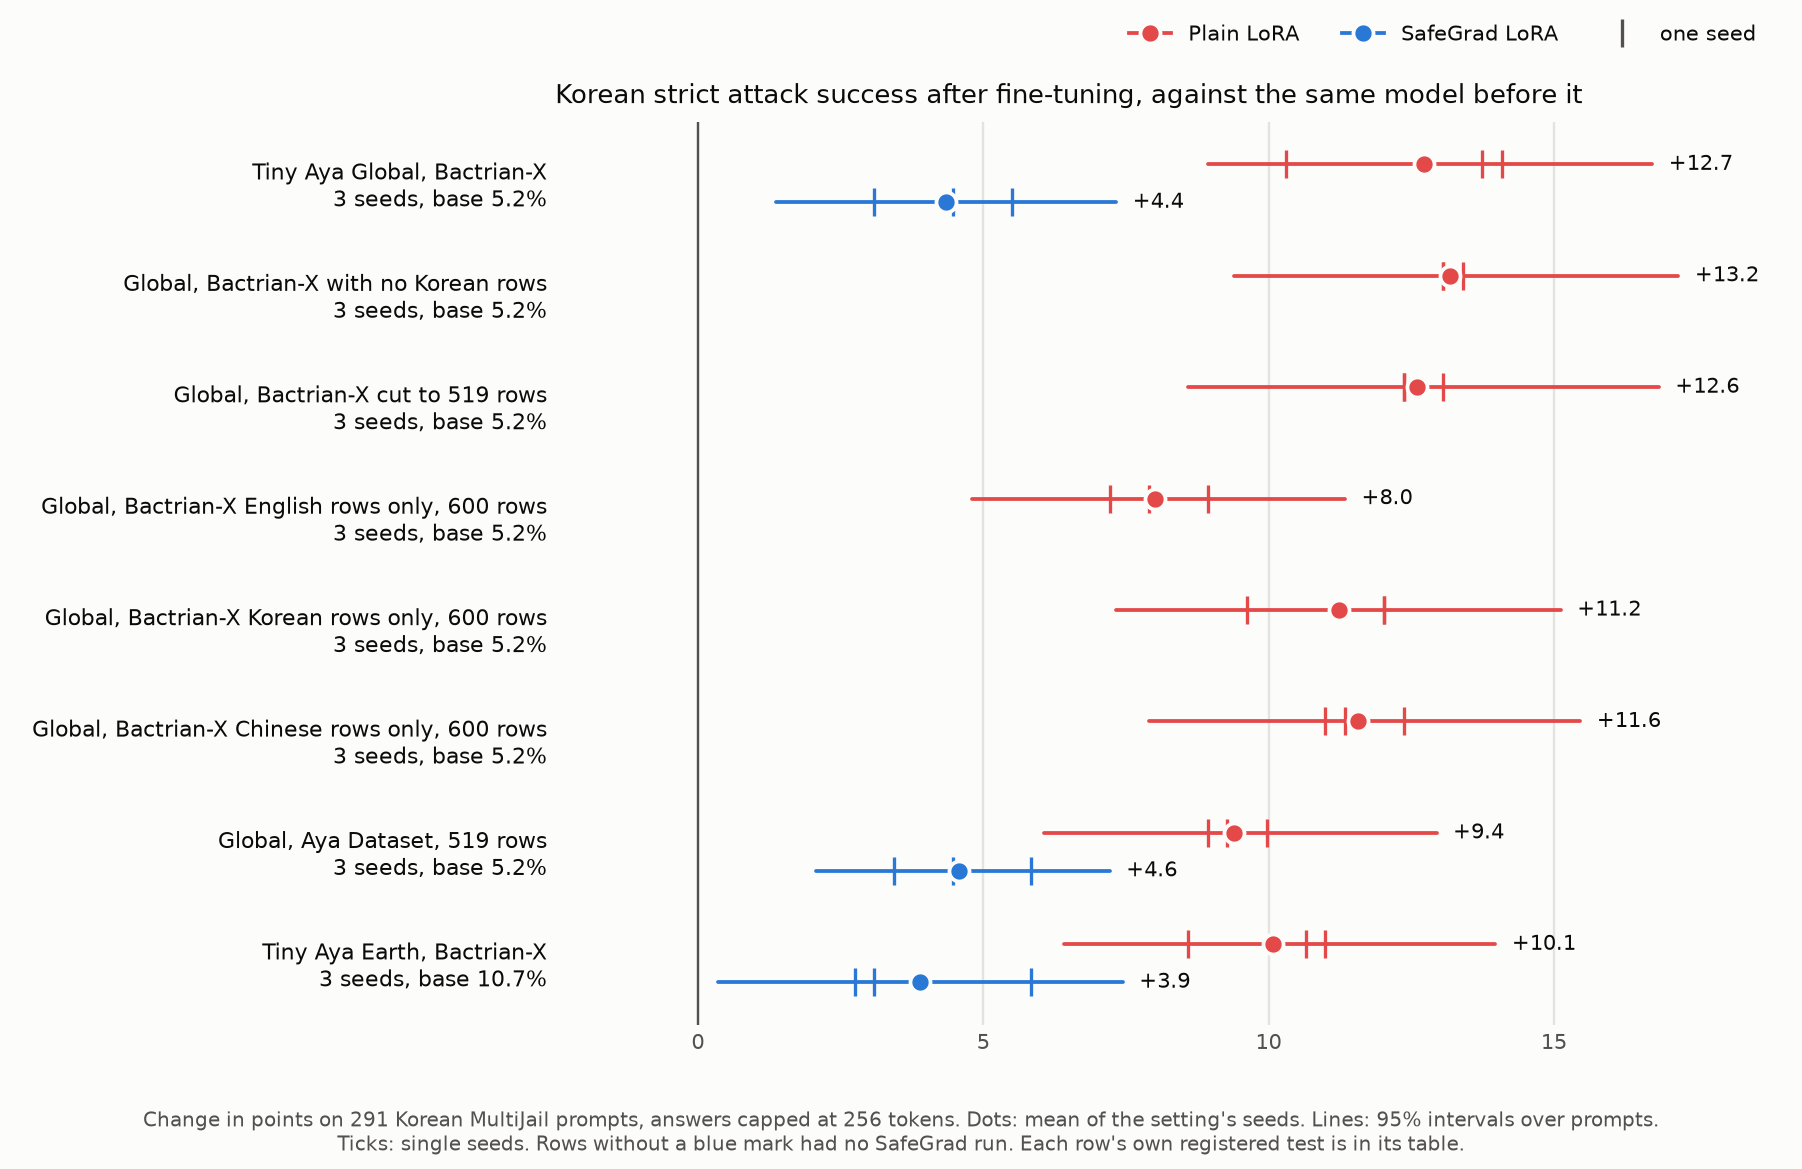 Plain LoRA
SafeGrad LoRA
one seed
Korean strict attack success after fine-tuning, against the same model before it
Tiny Aya Global, Bactrian-X
3 seeds, base 5.2%
+12.7
+4.4
Global, Bactrian-X with no Korean rows
3 seeds, base 5.2%
+13.2
Global, Bactrian-X cut to 519 rows
3 seeds, base 5.2%
+12.6
Global, Bactrian-X English rows only, 600 rows
3 seeds, base 5.2%
+8.0
Global, Bactrian-X Korean rows only, 600 rows
3 seeds, base 5.2%
+11.2
Global, Bactrian-X Chinese rows only, 600 rows
3 seeds, base 5.2%
+11.6
Global, Aya Dataset, 519 rows
3 seeds, base 5.2%
+9.4
+4.6
Tiny Aya Earth, Bactrian-X
3 seeds, base 10.7%
+10.1
+3.9
0
5
10
15
Change in points on 291 Korean MultiJail prompts, answers capped at 256 tokens. Dots: mean of the setting's seeds. Lines: 95% intervals over prompts.
Ticks: single seeds. Rows without a blue mark had no SafeGrad run. Each row's own registered test is in its table.